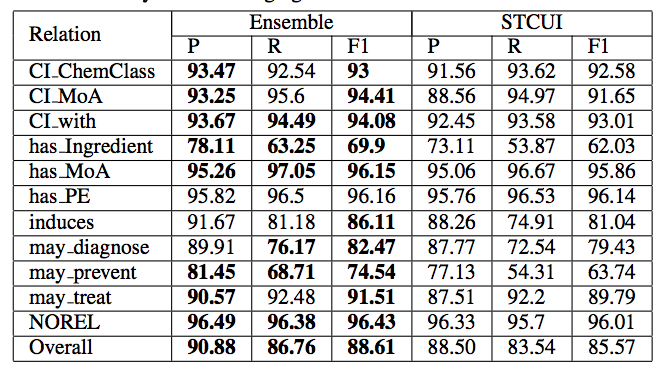 Relation Ensemble STCUI
P R F1 P R F1
CI_ChemClass 93.47 92.54 93 91.56 93.62 92.58
CI_MoA 93.25 95.6 94.41 88.56 94.97 91.65
CI_with 93.67 94.49 94.08 92.45 93.58 93.01
has_Ingredient 78.11 63.25 69.9 73.11 53.87 62.03
has_MoA 95.26 97.05 96.15 95.06 96.67 95.86
has_PE 95.82 96.5 96.16 95.76 96.53 96.14
induces 91.67 81.18 86.11 88.26 74.91 81.04
may_diagnose 89.91 76.17 82.47 87.77 72.54 79.43
may_prevent 81.45 68.71 74.54 77.13 54.31 63.74
may_treat 90.57 92.48 91.51 87.51 92.2 89.79
NOREL 96.49 96.38 96.43 96.33 95.7 96.01
Overall 90.88 86.76 88.61 88.50 83.54 85.57